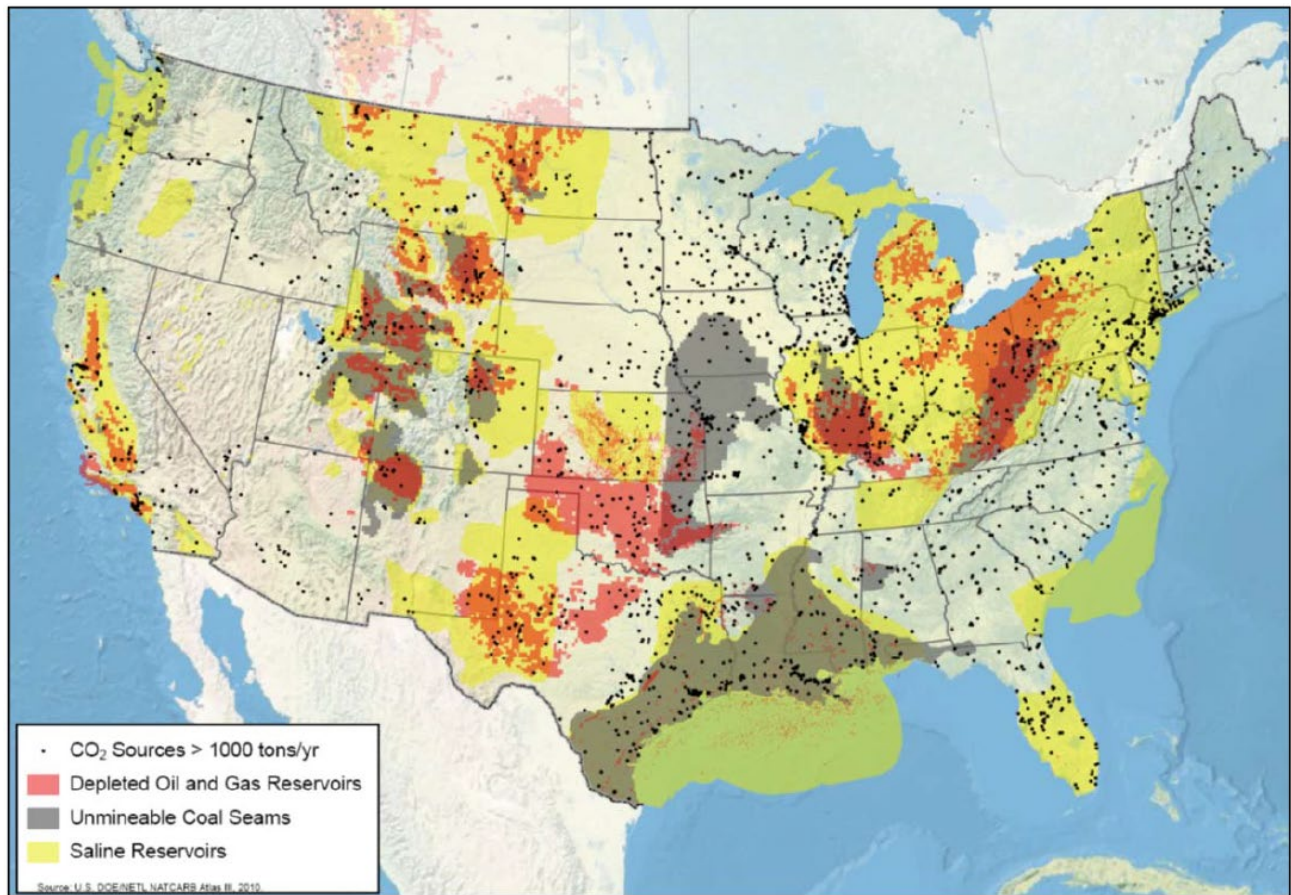 CO₂ Sources > 1000 tons/yr
Depleted Oil and Gas Reservoirs
Unmineable Coal Seams
Saline Reservoirs
Source: U.S. DOE/NETL NATCARB Atlas III, 2010.